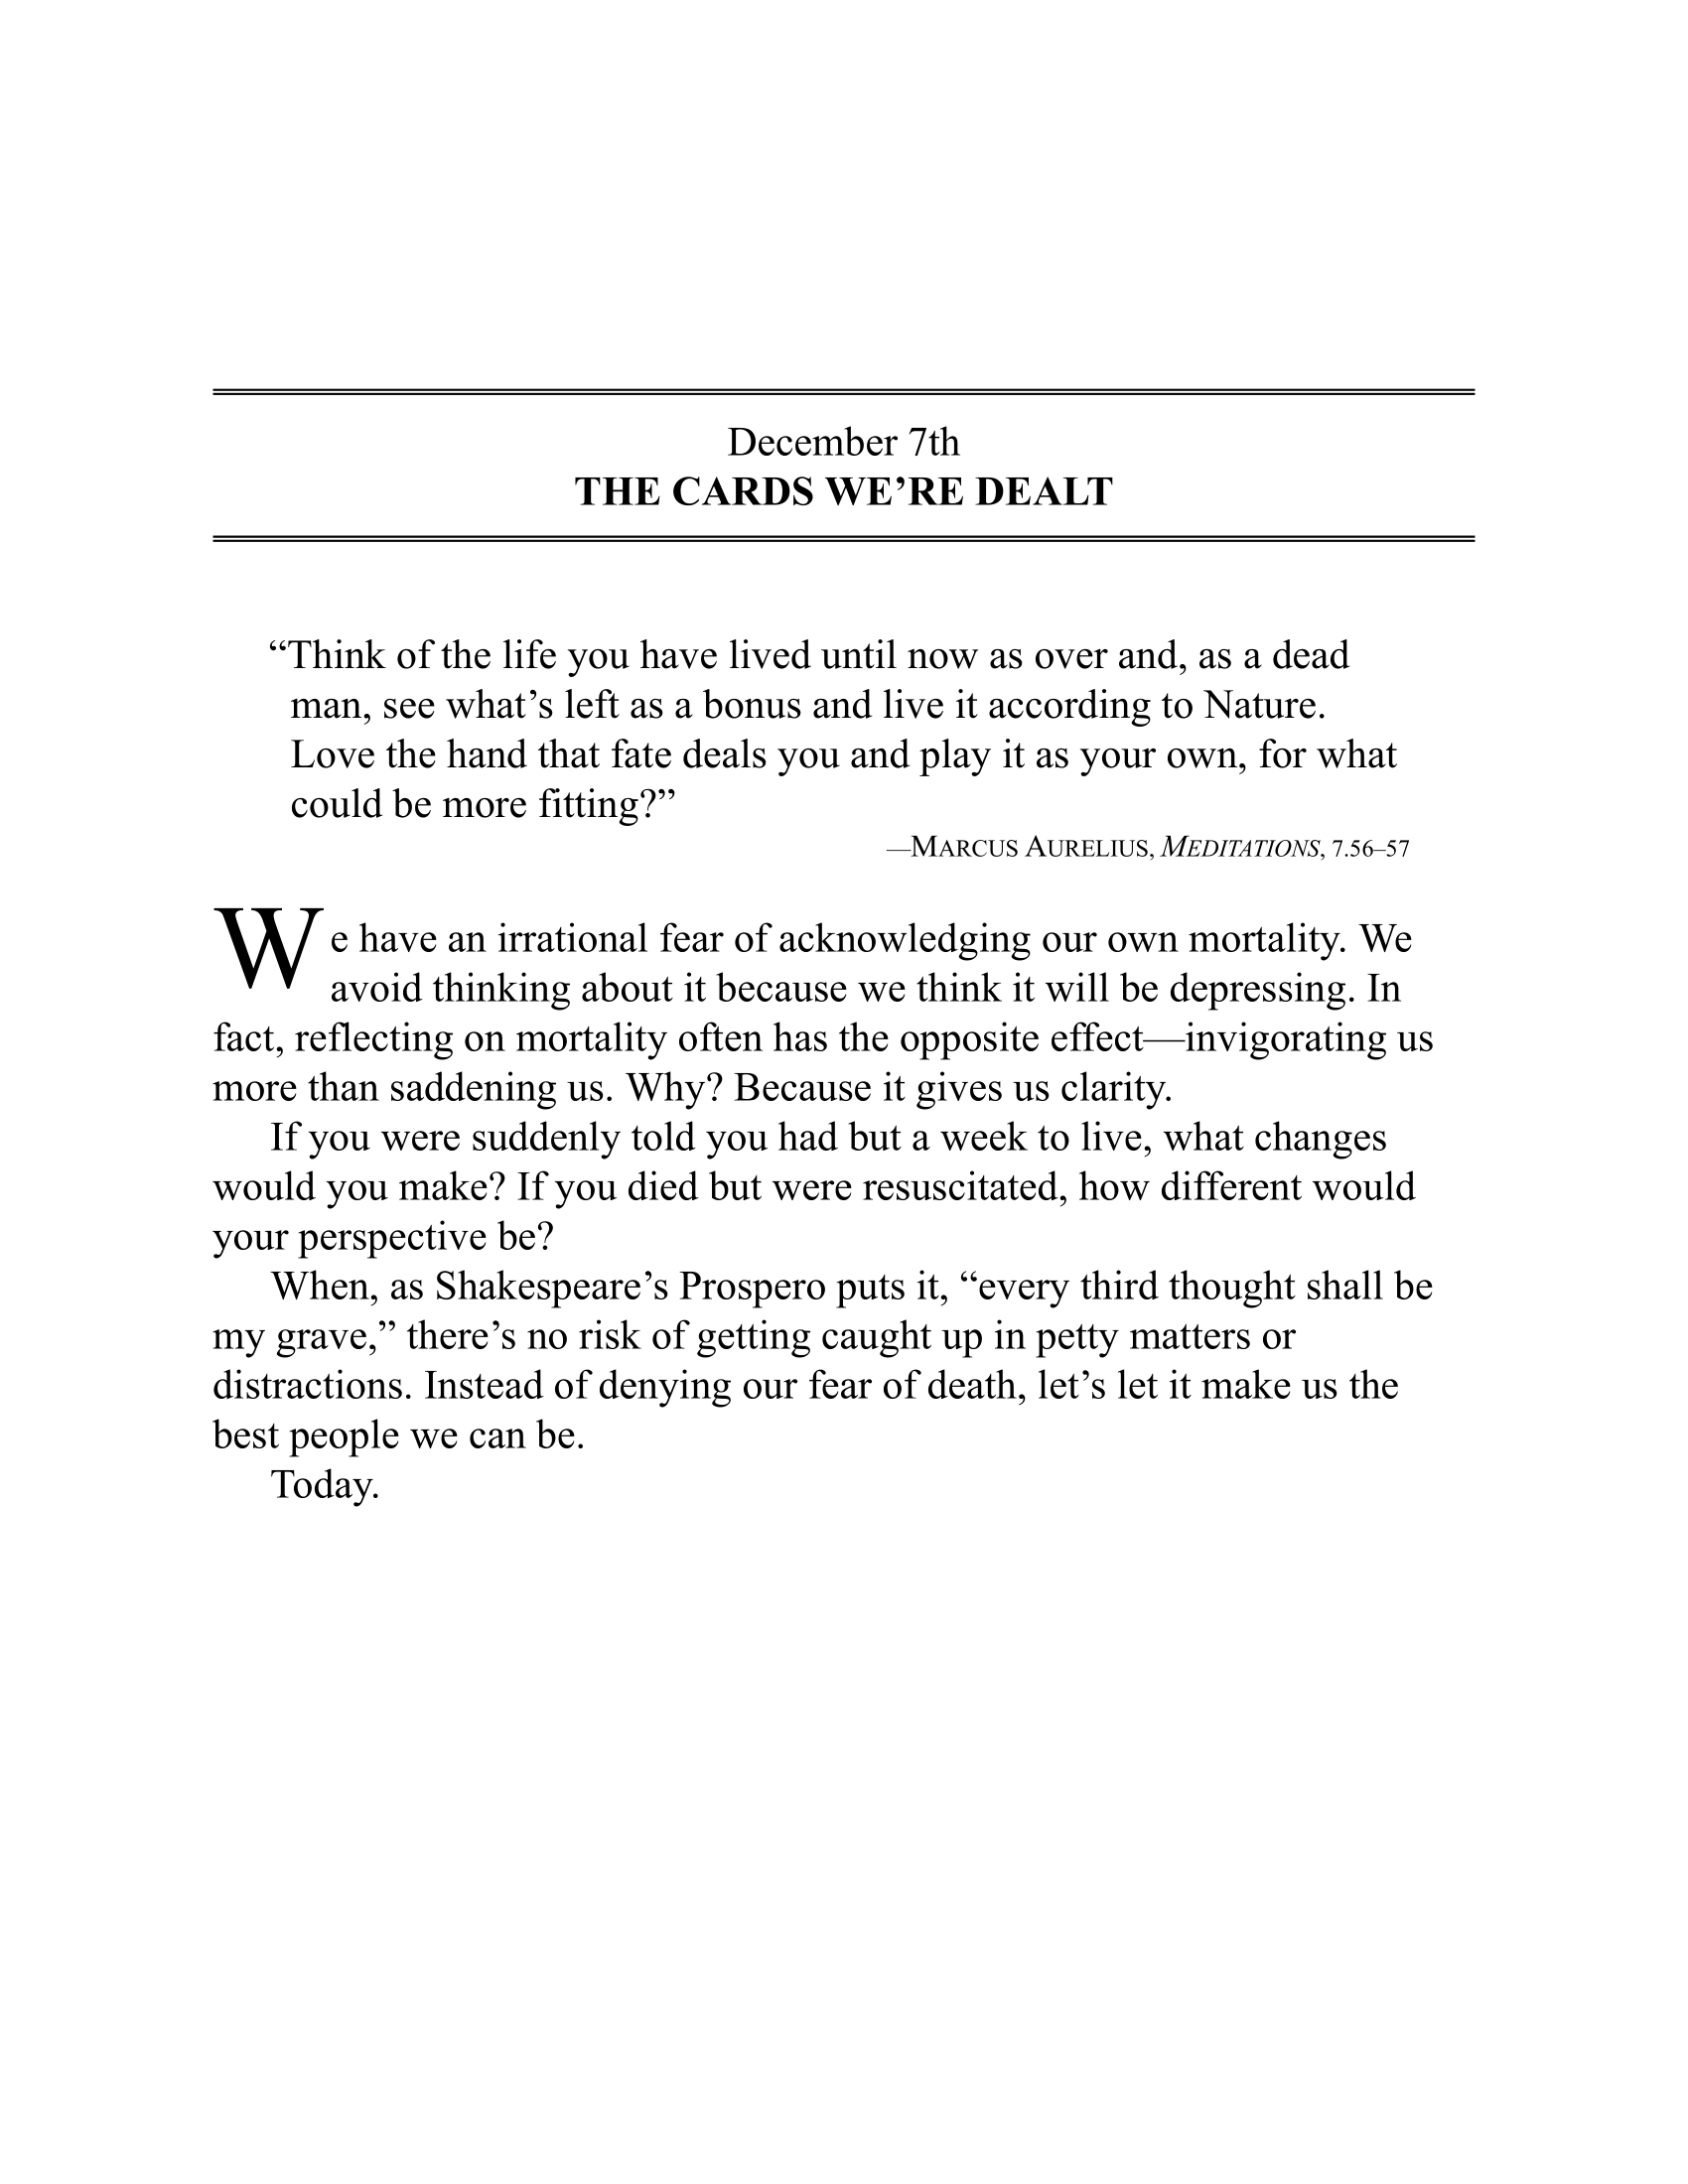 December 7th
THE CARDS WE’RE DEALT
“Think of the life you have lived until now as over and, as a dead
man, see what’s left as a bonus and live it according to Nature.
Love the hand that fate deals you and play it as your own, for what
could be more fitting?”
—MARCUS AURELIUS, MEDITATIONS, 7.56–57
We have an irrational fear of acknowledging our own mortality. We
avoid thinking about it because we think it will be depressing. In
fact, reflecting on mortality often has the opposite effect—invigorating us
more than saddening us. Why? Because it gives us clarity.
If you were suddenly told you had but a week to live, what changes
would you make? If you died but were resuscitated, how different would
your perspective be?
When, as Shakespeare’s Prospero puts it, “every third thought shall be
my grave,” there’s no risk of getting caught up in petty matters or
distractions. Instead of denying our fear of death, let’s let it make us the
best people we can be.
Today.